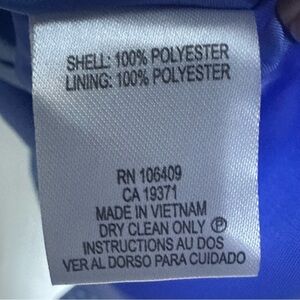 SHELL: 100% POLYESTER
LINING: 100% POLYESTER
RN 106409
CA 19371
MADE IN VIETNAM
DRY CLEAN ONLY Ⓟ
INSTRUCTIONS AU DOS
VER AL DORSO PARA CUIDADO